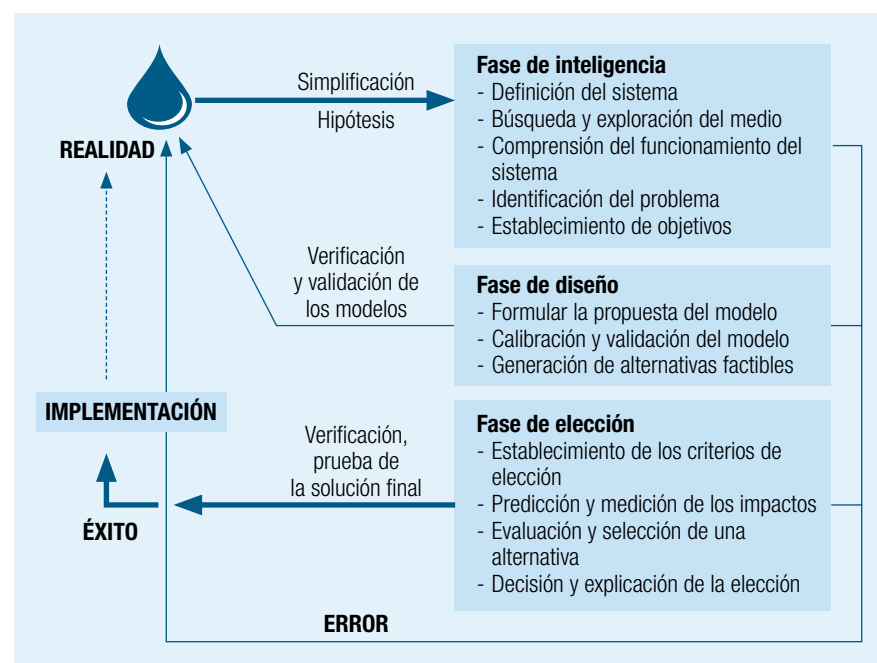 Simplificación
Hipótesis
REALIDAD
Fase de inteligencia
- Definición del sistema
- Búsqueda y exploración del medio
- Comprensión del funcionamiento del
sistema
- Identificación del problema
- Establecimiento de objetivos
Verificación
y validación de
los modelos
Fase de diseño
- Formular la propuesta del modelo
- Calibración y validación del modelo
- Generación de alternativas factibles
IMPLEMENTACIÓN
Verificación,
prueba de
la solución final
Fase de elección
- Establecimiento de los criterios de
elección
- Predicción y medición de los impactos
- Evaluación y selección de una
alternativa
- Decisión y explicación de la elección
ÉXITO
ERROR